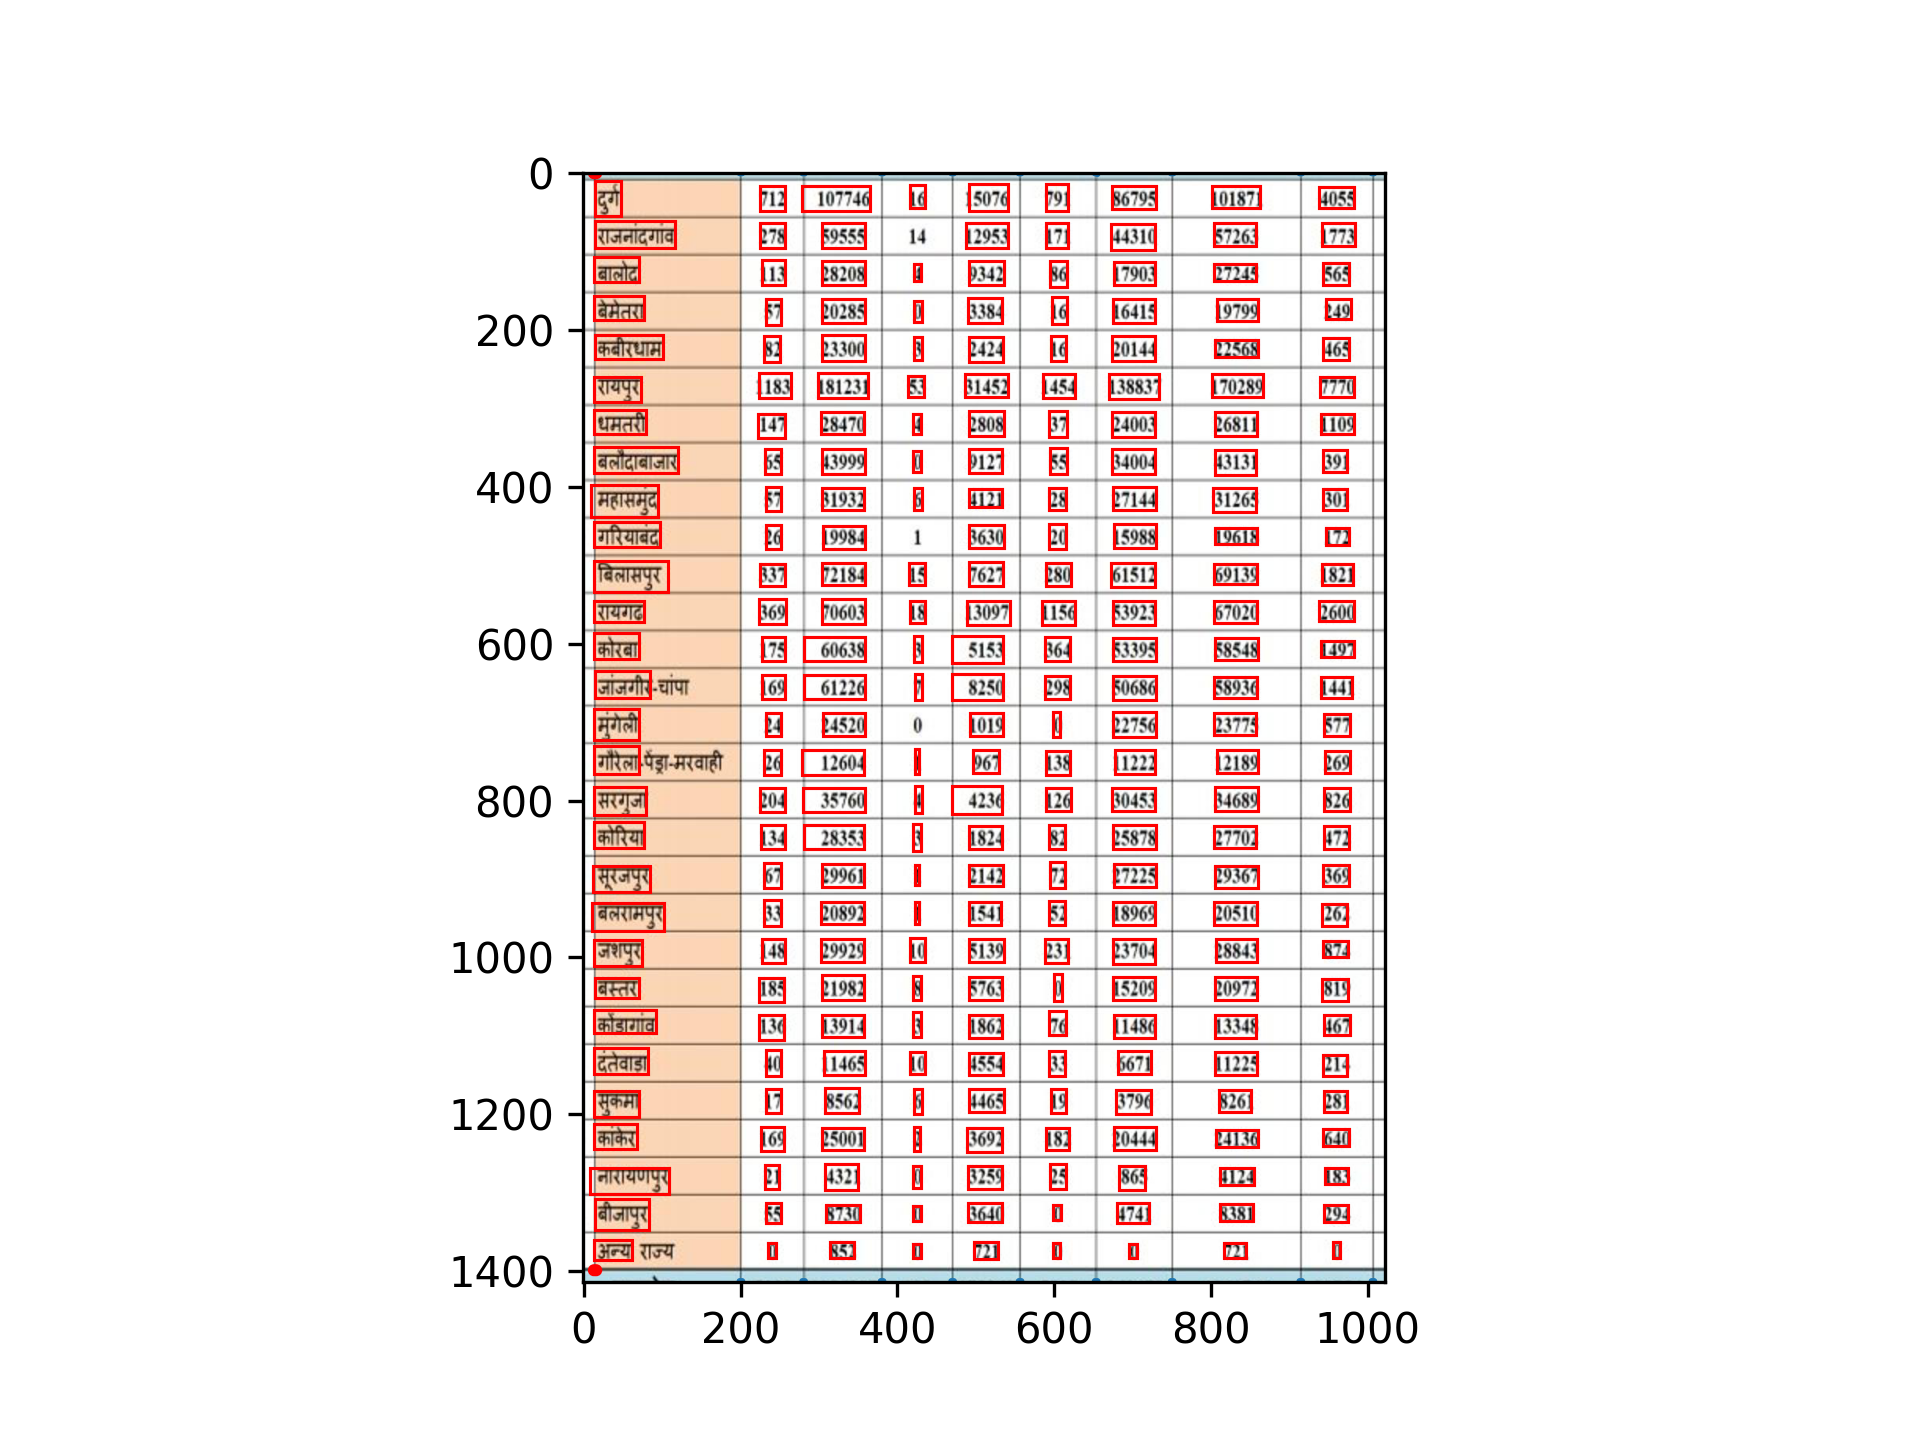 0
दुर्ग 712 107746 16 15076 791 86795 101871 4055
राजनांदगांव 278 59555 14 12953 171 44310 57263 1773
बालोद 113 28208 4 9342 86 17903 27245 565
बेमेतरा 57 20285 0 3384 16 16415 19799 249
200
कबीरधाम 82 23300 3 2424 16 20144 22568 465
रायपुर 1183 181231 53 31452 1454 138837 170289 7770
धमतरी 147 28470 4 2808 37 24003 26811 1109
बलौदाबाजार 65 43999 0 9127 55 34004 43131 391
400
महासमुंद 57 31932 6 4121 28 27144 31265 301
गरियाबंद 26 19984 1 3630 20 15988 19618 172
बिलासपुर 337 72184 15 7627 280 61512 69139 1821
रायगढ़ 369 70603 18 13097 1156 53923 67020 2600
600
कोरबा 175 60638 3 5153 364 53395 58548 1497
जांजगीर-चांपा 169 61226 7 8250 298 50686 58936 1441
मुंगेली 24 24520 0 1019 0 22756 23775 577
गौरेला-पेंड्रा-मरवाही 26 12604 1 967 138 11222 12189 269
800
सरगुजा 204 35760 4 4236 126 30453 34689 826
कोरिया 134 28353 3 1824 82 25878 27702 472
सूरजपुर 67 29961 1 2142 72 27225 29367 369
बलरामपुर 33 20892 1 1541 52 18969 20510 262
1000
जशपुर 148 29929 10 5139 231 23704 28843 874
बस्तर 185 21982 8 5763 0 15209 20972 819
कोंडागांव 136 13914 3 1862 76 11486 13348 467
दंतेवाड़ा 40 11465 10 4554 33 6671 11225 214
सुकमा 17 8562 6 4465 19 3796 8261 281
1200
कांकेर 169 25001 2 3692 182 20444 24136 640
नारायणपुर 21 4321 0 3259 25 865 4124 183
बीजापुर 55 8730 0 3640 0 4741 8381 294
अन्य राज्य 0 852 0 721 0 0 721 0
1400
0 200 400 600 800 1000